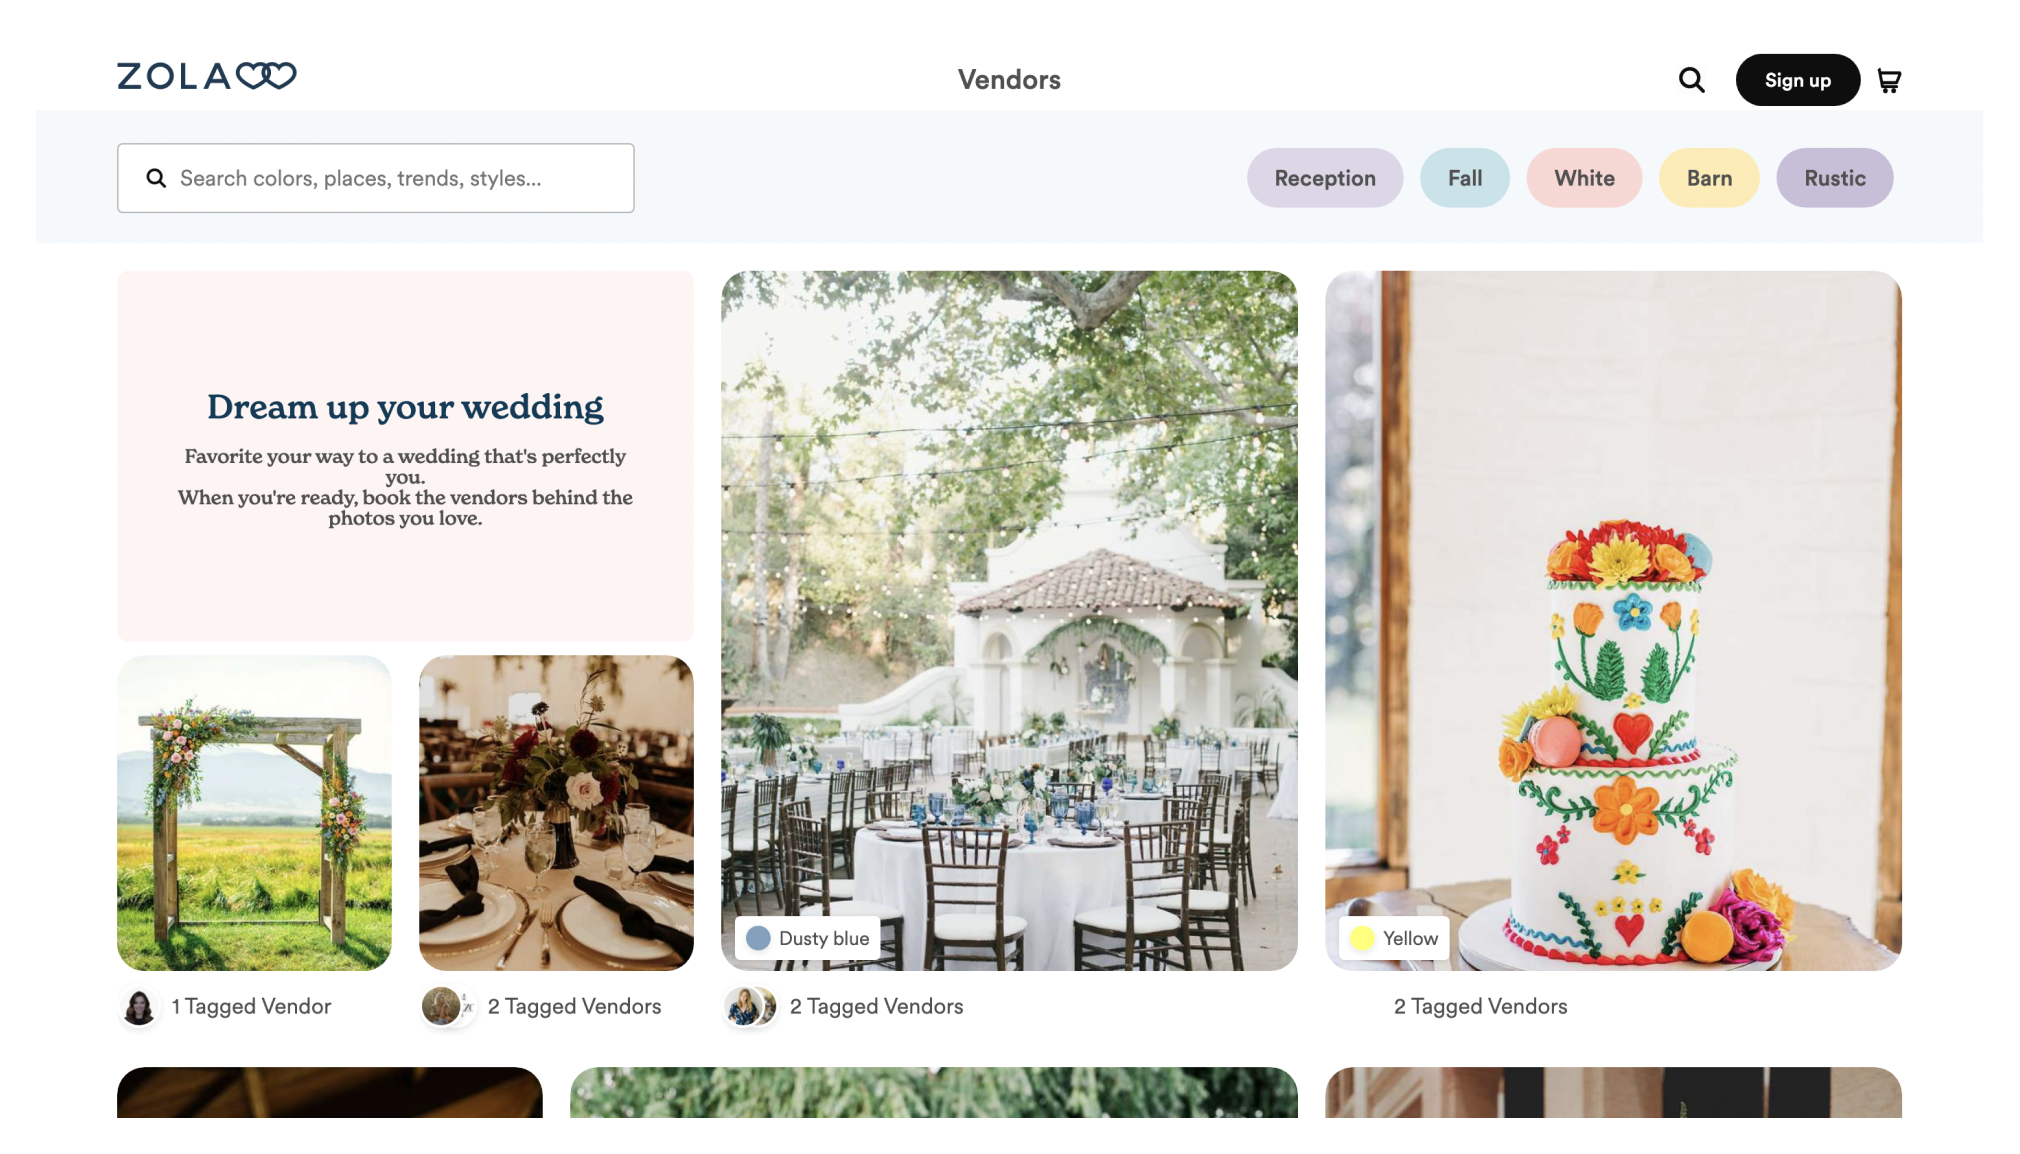 ZOLA
Vendors
Sign up
Search colors, places, trends, styles...
Reception
Fall
White
Barn
Rustic
Dream up your wedding
Favorite your way to a wedding that's perfectly
you.
When you're ready, book the vendors behind the
photos you love.
Dusty blue
Yellow
1 Tagged Vendor
2 Tagged Vendors
2 Tagged Vendors
2 Tagged Vendors